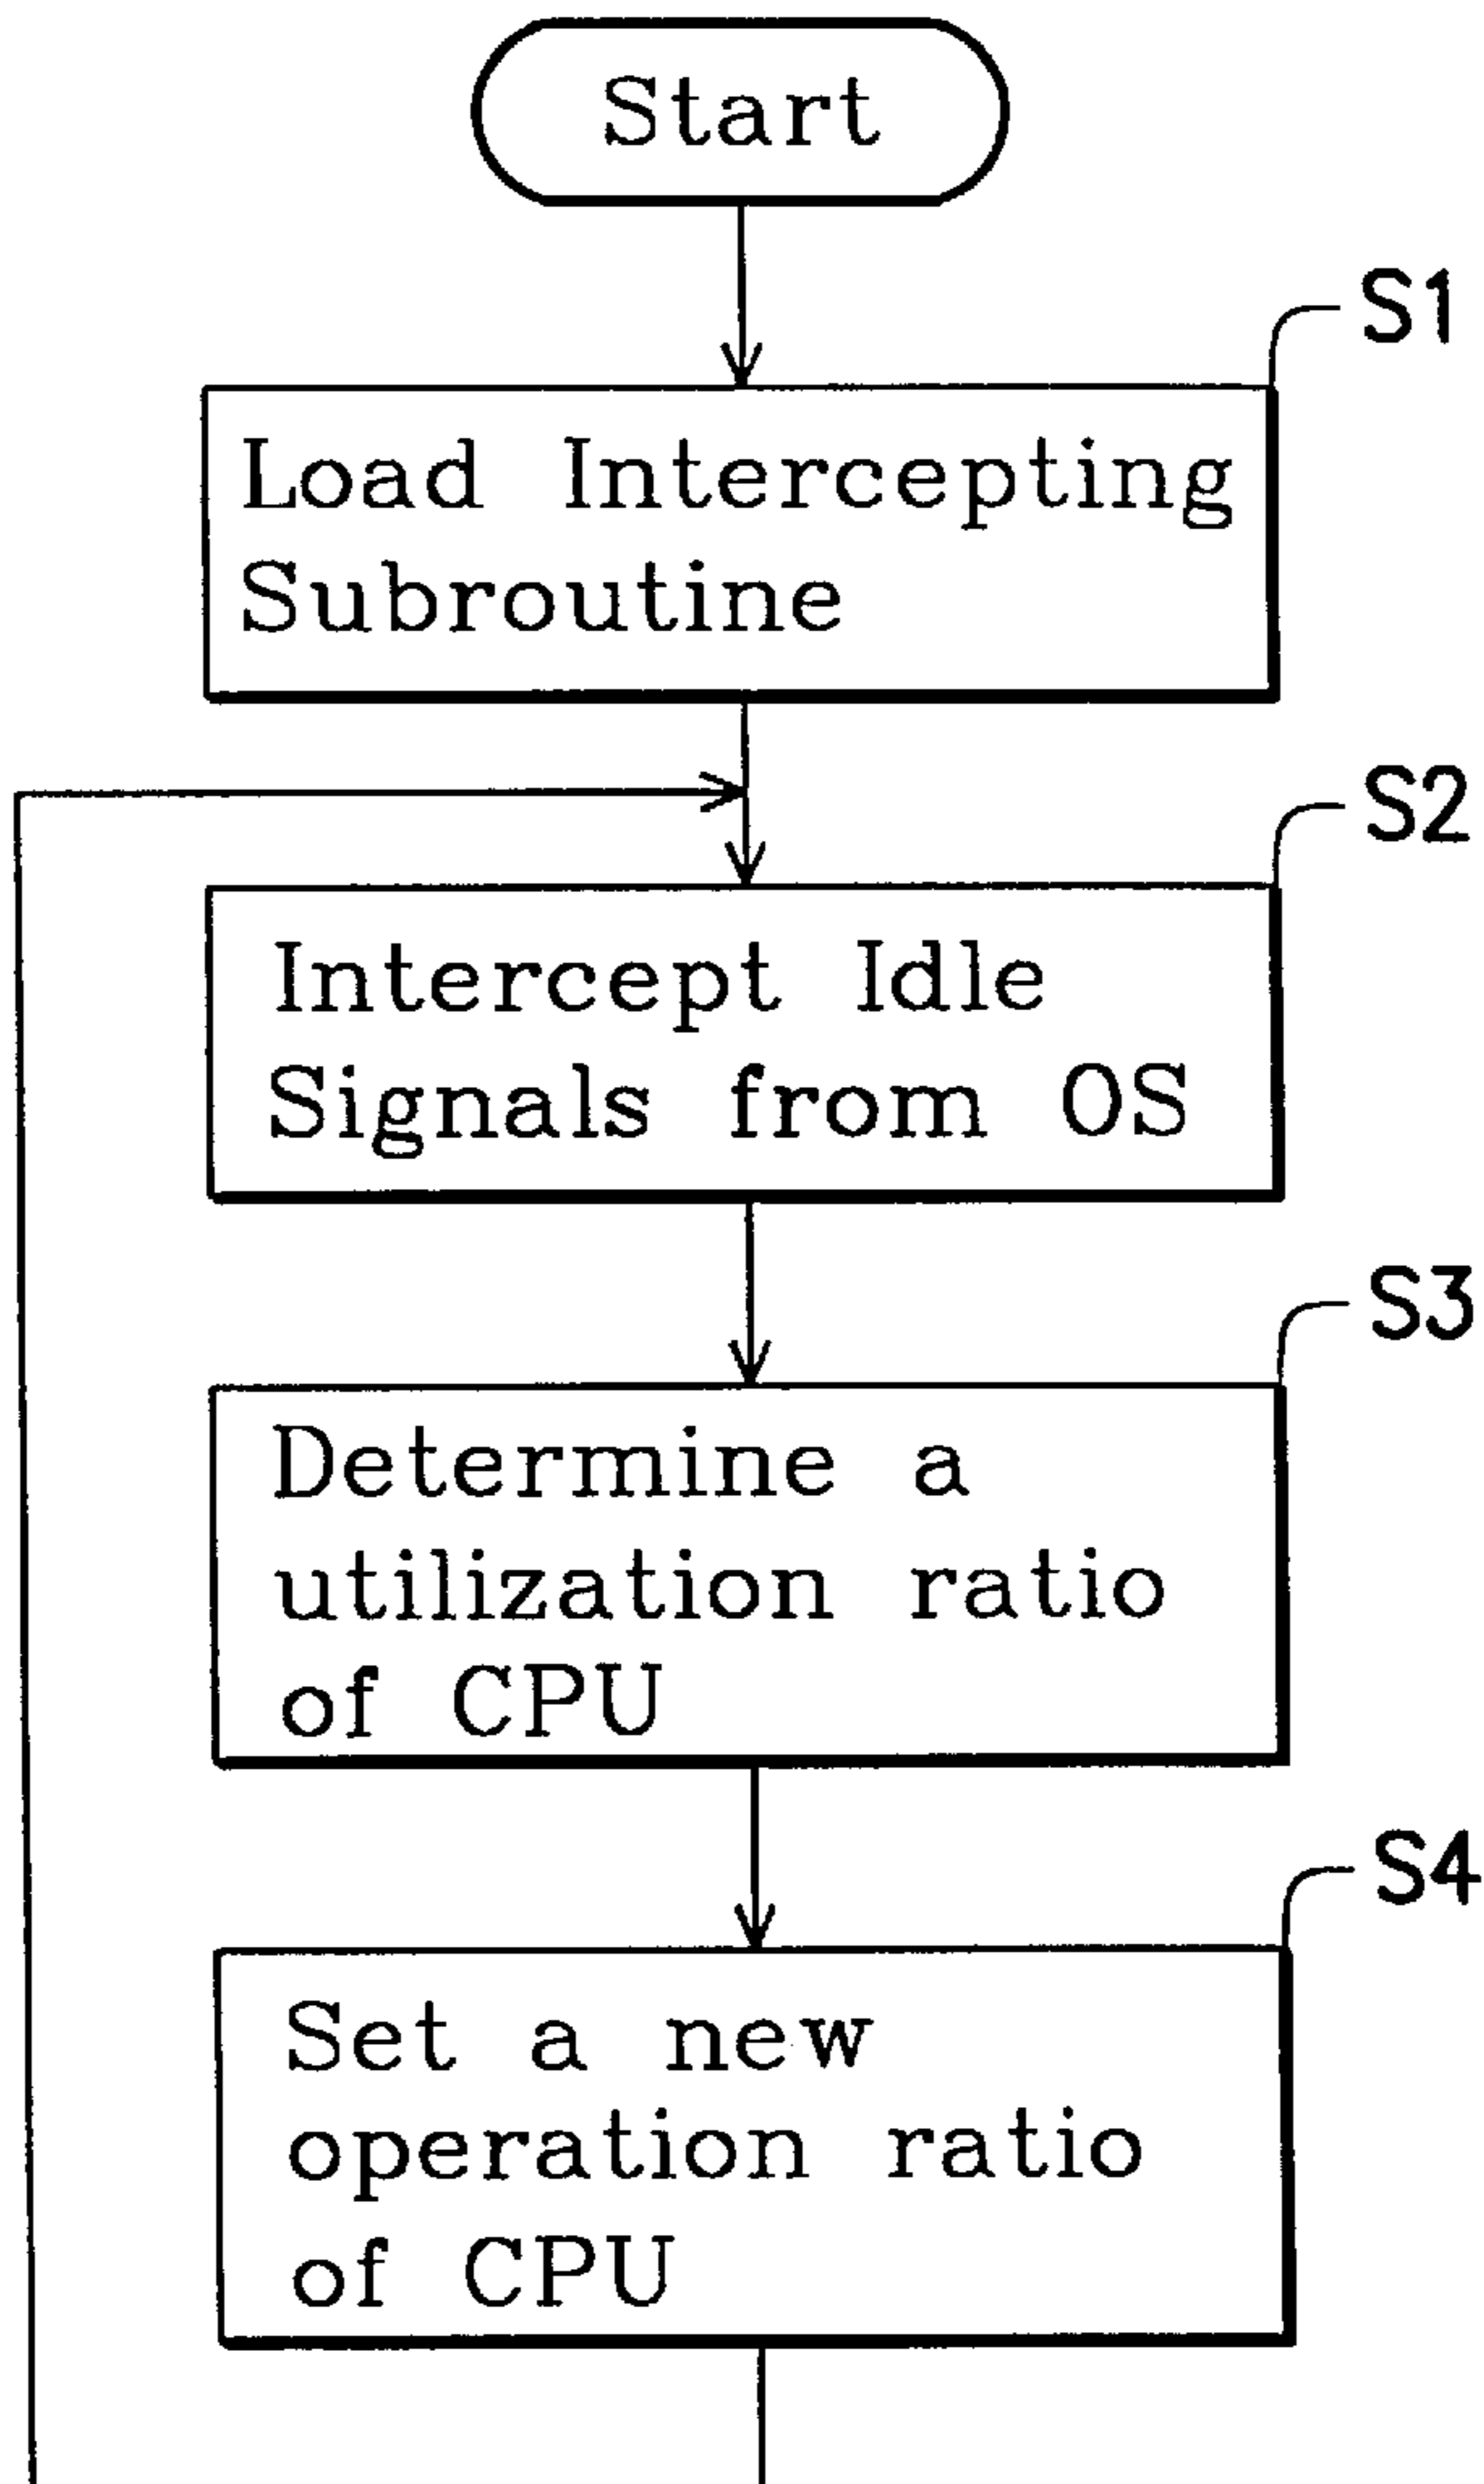 Start
S1
Load Intercepting
Subroutine
S2
Intercept Idle
Signals from OS
S3
Determine a
utilization ratio
of CPU
S4
Set a new
operation ratio
of CPU